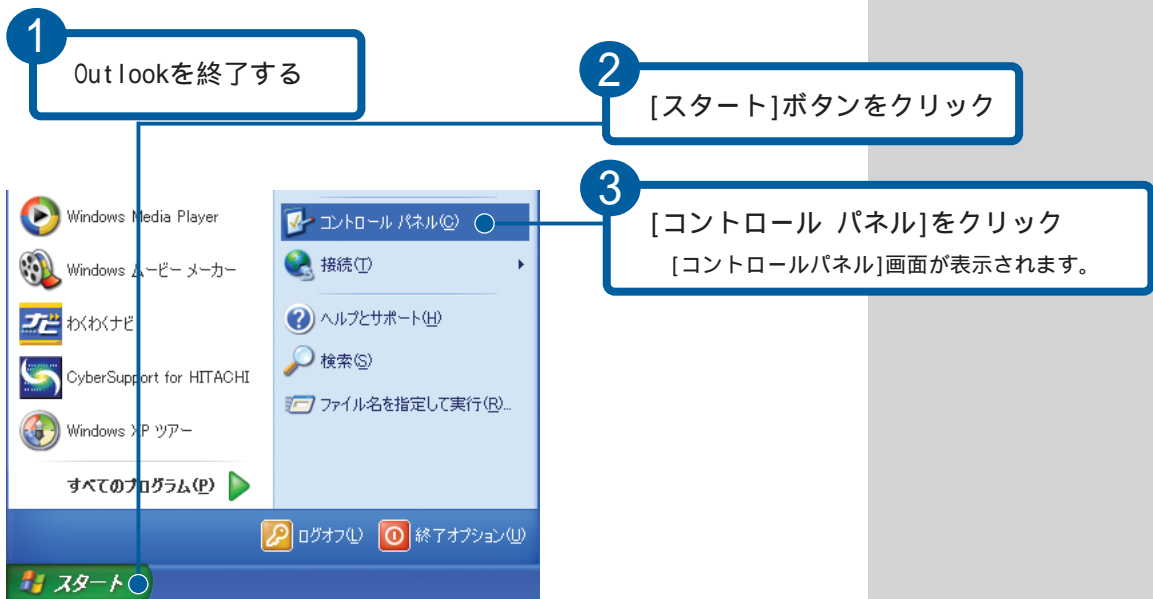 1
Outlookを終了する
2
[スタート]ボタンをクリック
3
[コントロール パネル]をクリック
[コントロールパネル]画面が表示されます。
Windows Media Player
Windows ムービー メーカー
ナビ わくわくナビ
CyberSupport for HITACHI
Windows XP ツアー
すべてのプログラム(P)
コントロール パネル(C)
接続(T)
ヘルプとサポート(H)
検索(S)
ファイル名を指定して実行(R)...
ログオフ(L) 終了オプション(U)
スタート